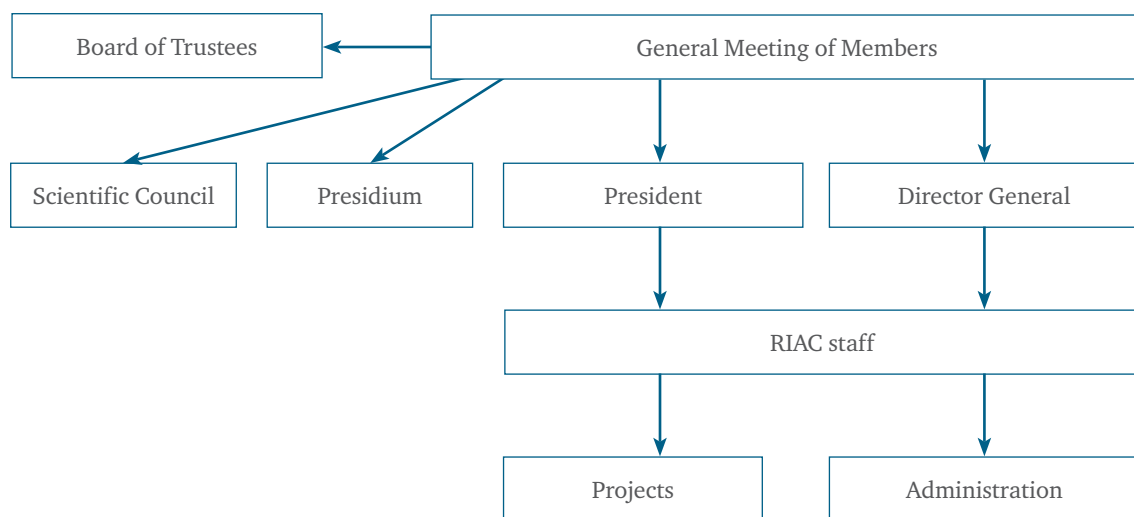 Board of Trustees
General Meeting of Members
Scientific Council
Presidium
President
Director General
RIAC staff
Projects
Administration